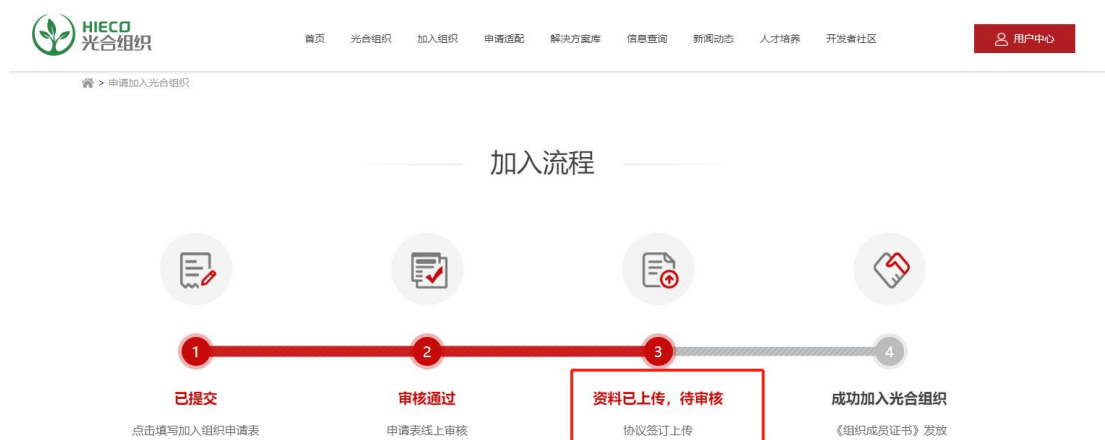 HIECO
光合组织
首页 光合组织 加入组织 申请适配 解决方案库 信息查询 新闻动态 人才培养 开发者社区 用户中心
> 申请加入光合组织
加入流程
1 2 3 4
已提交 审核通过 资料已上传，待审核 成功加入光合组织
点击填写加入组织申请表 申请表线上审核 协议签订上传 《组织成员证书》发放